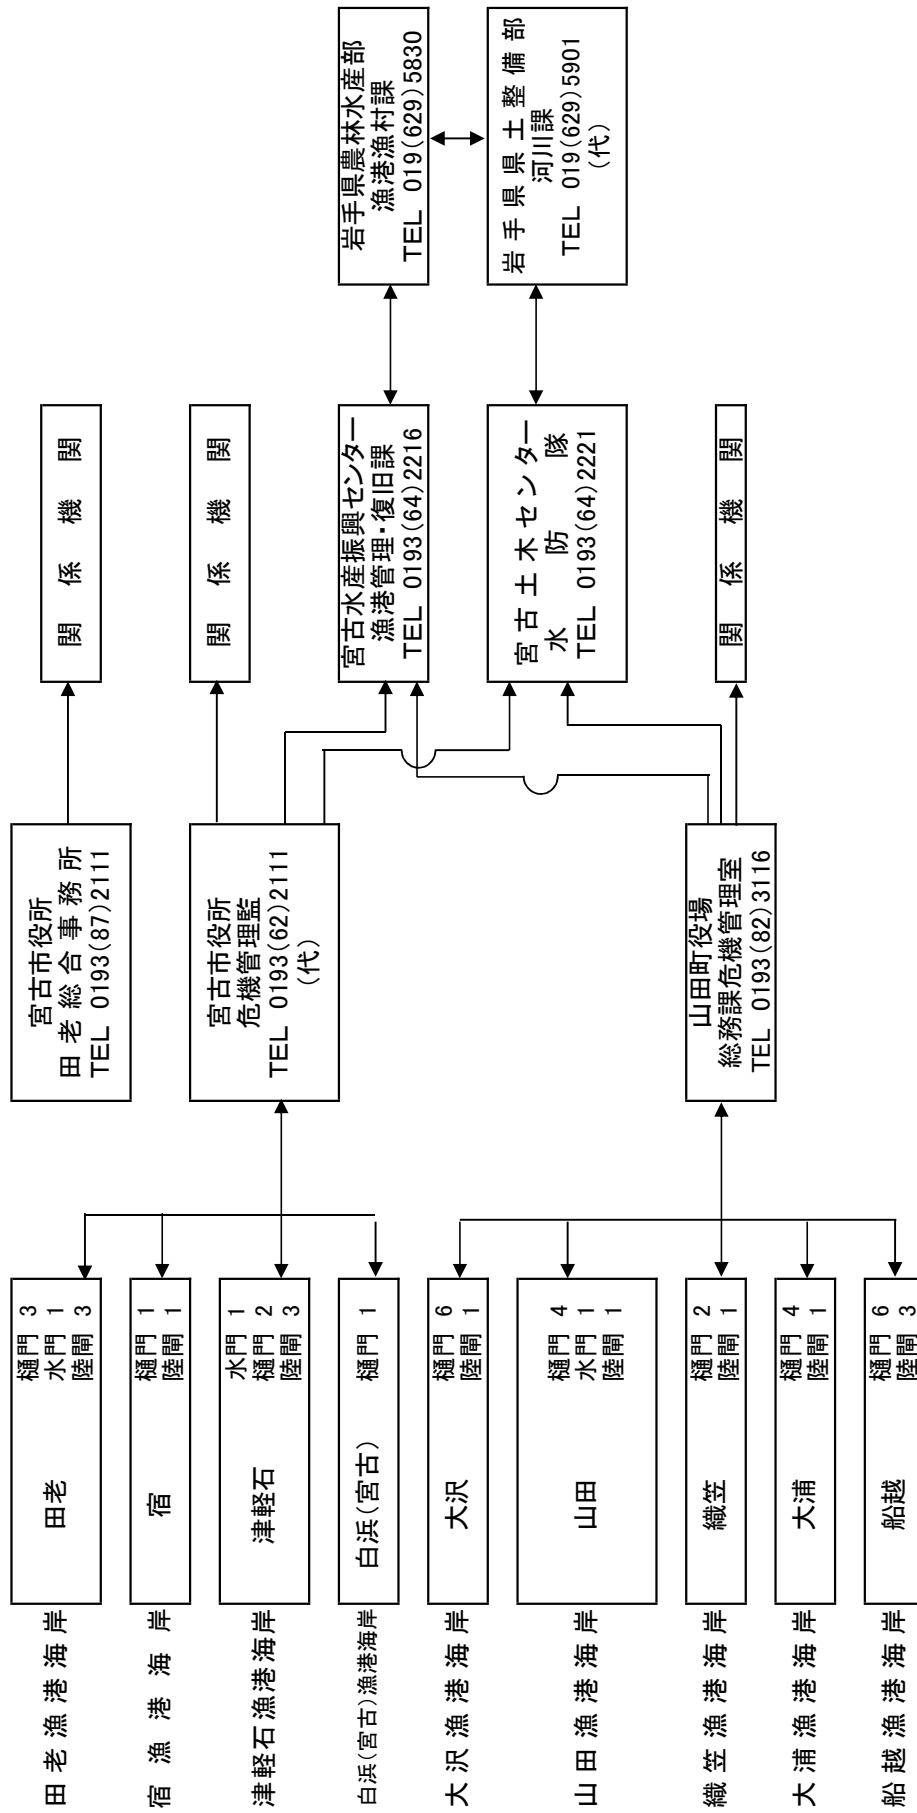 田老漁港海岸
田老
樋門 3
水門 1
陸閘 3
宿漁港海岸
宿
樋門 1
陸閘 1
津軽石漁港海岸
津軽石
水門 1
樋門 2
陸閘 3
白浜(宮古)漁港海岸
白浜(宮古)
樋門 1
大沢漁港海岸
大沢
樋門 6
陸閘 1
山田漁港海岸
山田
樋門 4
水門 1
陸閘 1
織笠漁港海岸
織笠
樋門 2
陸閘 1
大浦漁港海岸
大浦
樋門 4
陸閘 1
船越漁港海岸
船越
樋門 6
陸閘 3
宮古市役所
田老総合事務所
TEL 0193(87)2111
宮古市役所
危機管理監
TEL 0193(62)2111
(代)
山田町役場
総務課危機管理室
TEL 0193(82)3116
関係機関
関係機関
宮古水産振興センター
漁港管理・復旧課
TEL 0193(64)2216
宮古土木センター
水防隊
TEL 0193(64)2221
関係機関
岩手県農林水産部
漁港漁村課
TEL 019(629)5830
岩手県県土整備部
河川課
TEL 019(629)5901
(代)